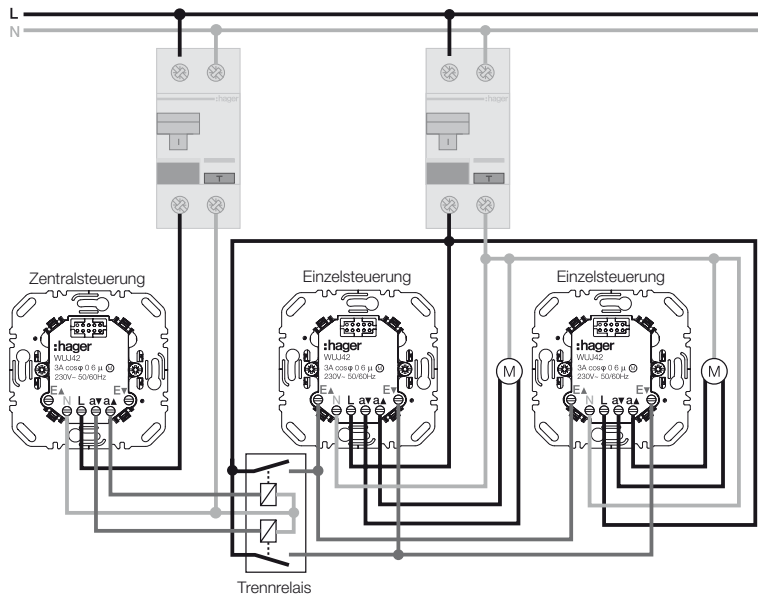 L
N
:hager
I
T
:hager
I
T
Zentralsteuerung
Einzelsteuerung
Einzelsteuerung
:hager
WUJ42
3A cosφ 0 6 µ M
230V~ 50/60Hz
E▲ N L a▼ a▲ E▼
:hager
WUJ42
3A cosφ 0 6 µ M
230V~ 50/60Hz
E▲ N L a▼ a▲ E▼
M
:hager
WUJ42
3A cosφ 0 6 µ M
230V~ 50/60Hz
E▲ N L a▼ a▲ E▼
M
Trennrelais